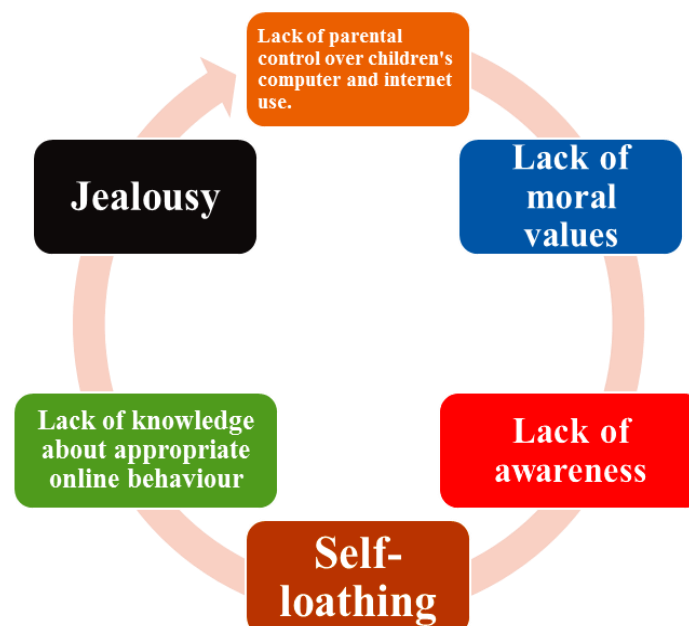 Lack of parental
control over children's
computer and internet
use.
Lack of
moral
values
Lack of
awareness
Self-
loathing
Lack of knowledge
about appropriate
online behaviour
Jealousy